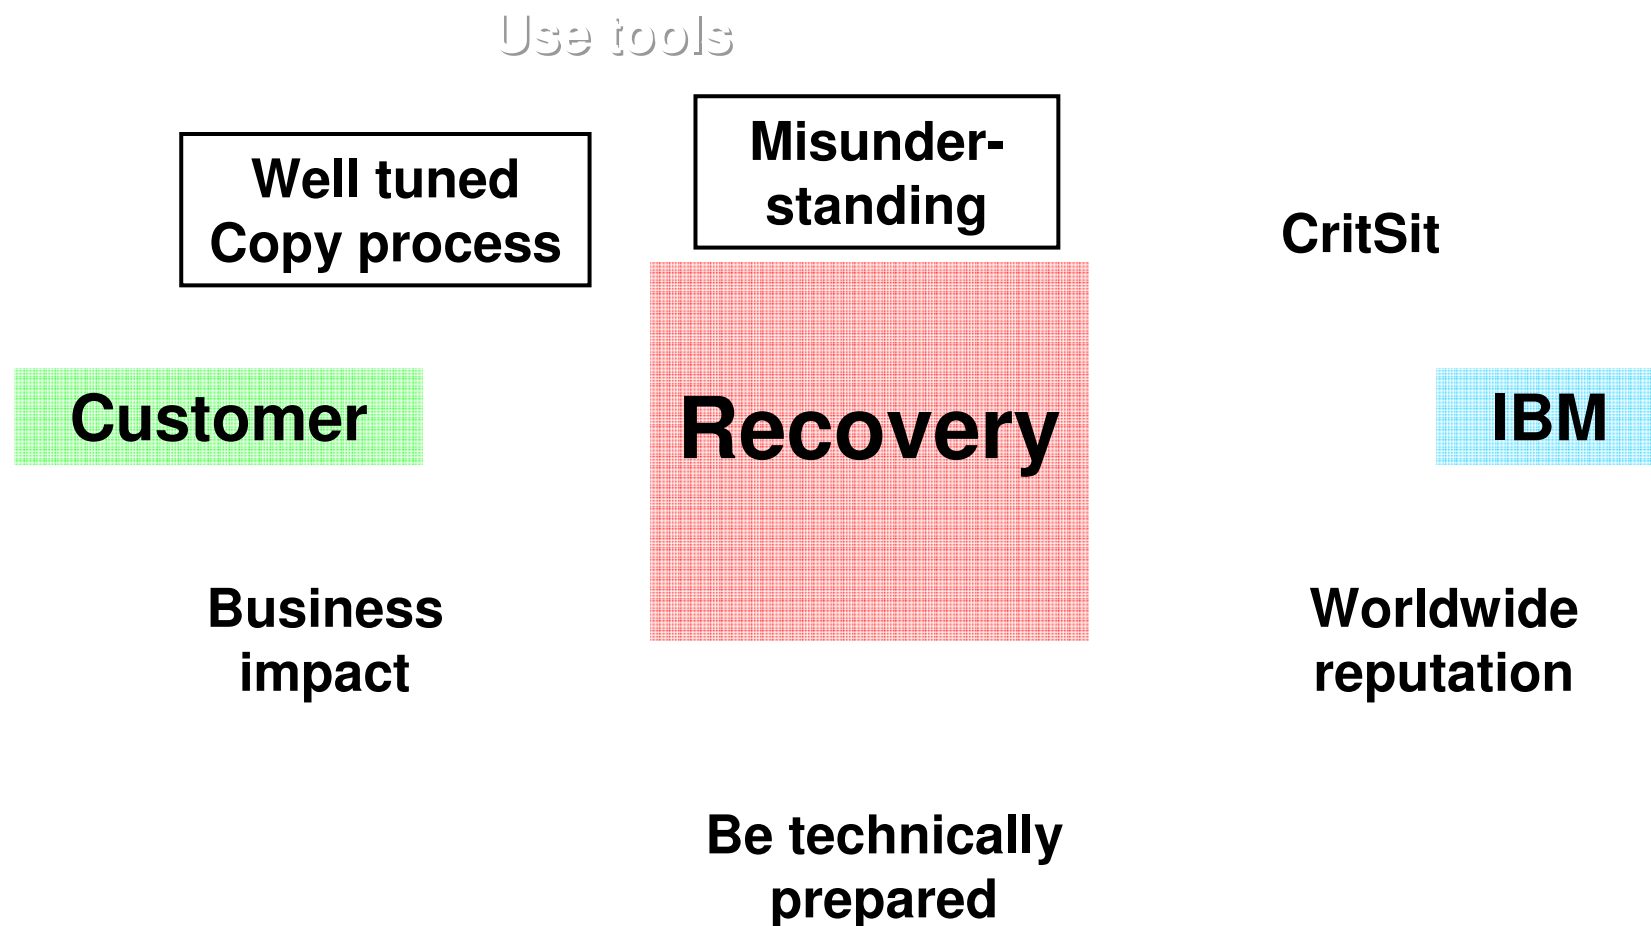 Use tools
Well tuned
Copy process
Misunder-
standing
CritSit
Customer
Recovery
IBM
Business
impact
Worldwide
reputation
Be technically
prepared